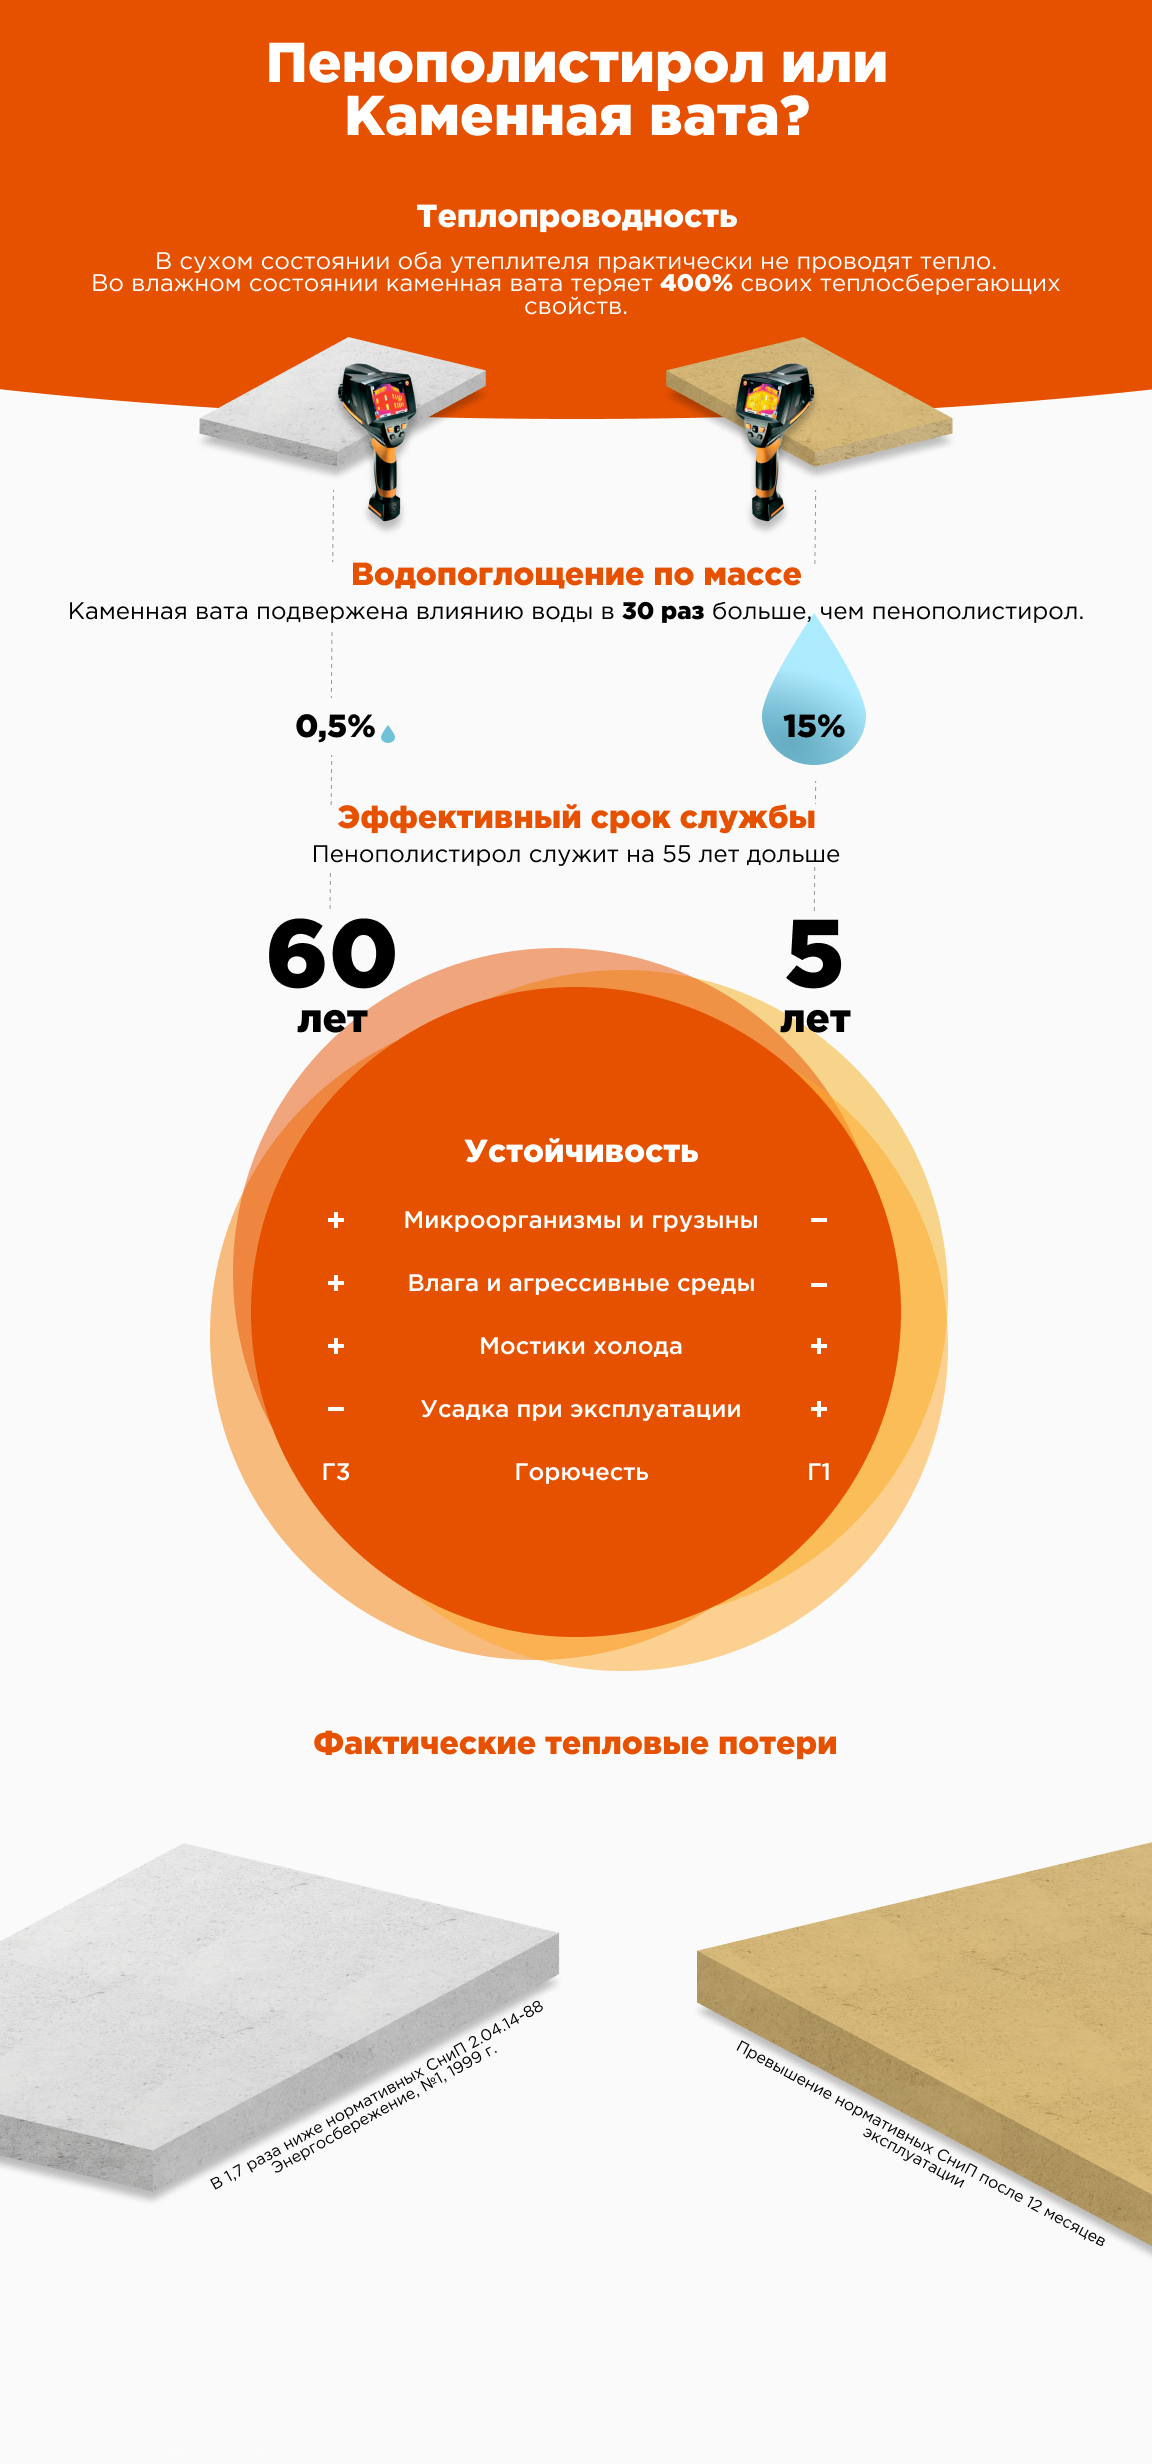 Пенополистирол или
Каменная вата?
Теплопроводность
В сухом состоянии оба утеплителя практически не проводят тепло.
Во влажном состоянии каменная вата теряет 400% своих теплосберегающих
свойств.
Водопоглощение по массе
Каменная вата подвержена влиянию воды в 30 раз больше, чем пенополистирол.
0,5% 15%
Эффективный срок службы
Пенополистирол служит на 55 лет дольше
60 5
лет лет
Устойчивость
+ Микроорганизмы и грузыны –
+ Влага и агрессивные среды –
+ Мостики холода +
– Усадка при эксплуатации +
Г3 Горючесть Г1
Фактические тепловые потери
В 1,7 раза ниже нормативных СниП 2.04.14-88
Энергосбережение, №1, 1999 г.
Превышение нормативных СниП после 12 месяцев
эксплуатации